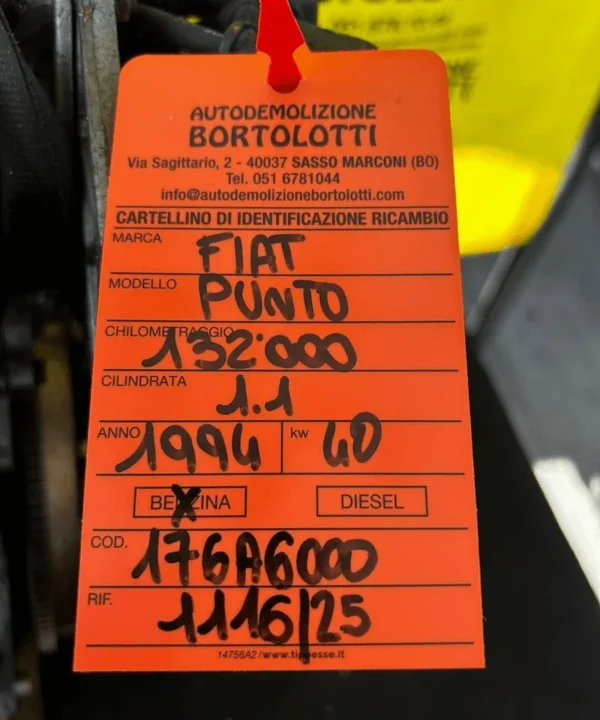 AUTODEMOLIZIONE
BORTOLOTTI
Via Sagittario, 2 - 40037 SASSO MARCONI (BO)
Tel. 051 6781044
info@autodemolizionebortolotti.com
CARTELLINO DI IDENTIFICAZIONE RICAMBIO
MARCA FIAT
MODELLO PUNTO
CHILOMETRAGGIO 132·000
CILINDRATA 1.1
ANNO 1994 kw 40
BENZINA X DIESEL
COD. 176A6000
RIF. 1116/25
14756A2 / www.tipoesse.it